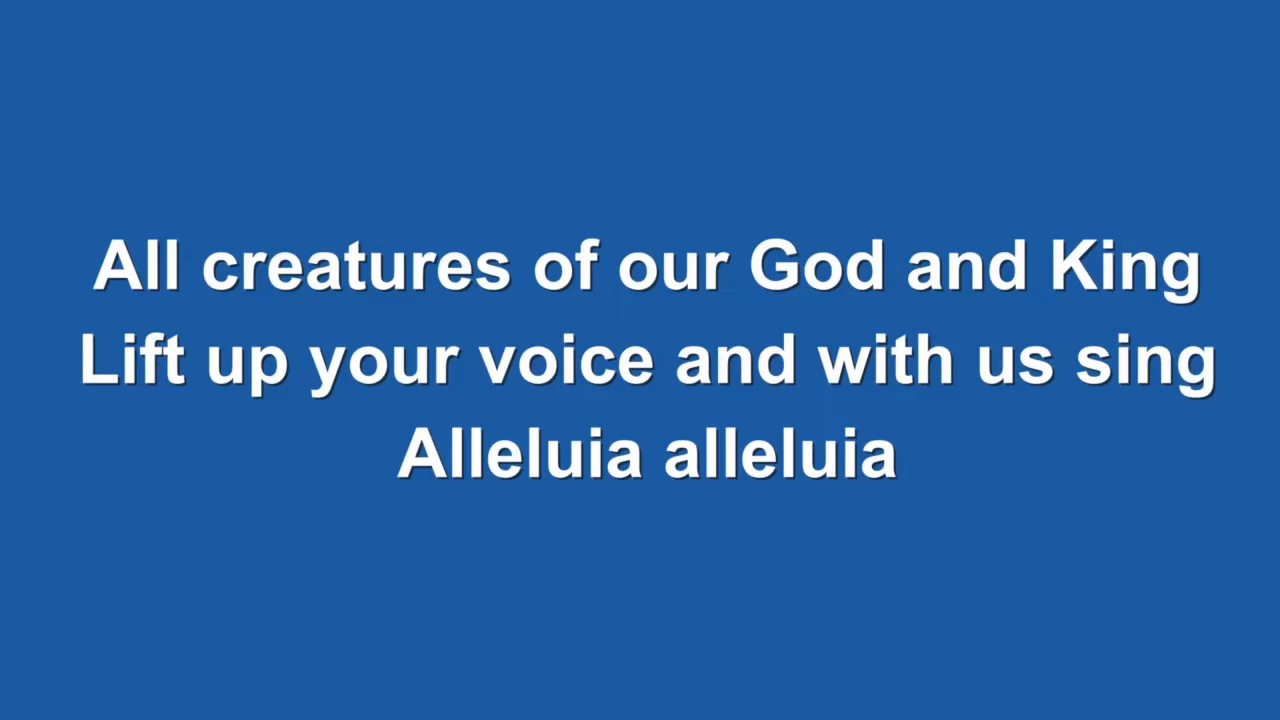 All creatures of our God and King
Lift up your voice and with us sing
Alleluia alleluia